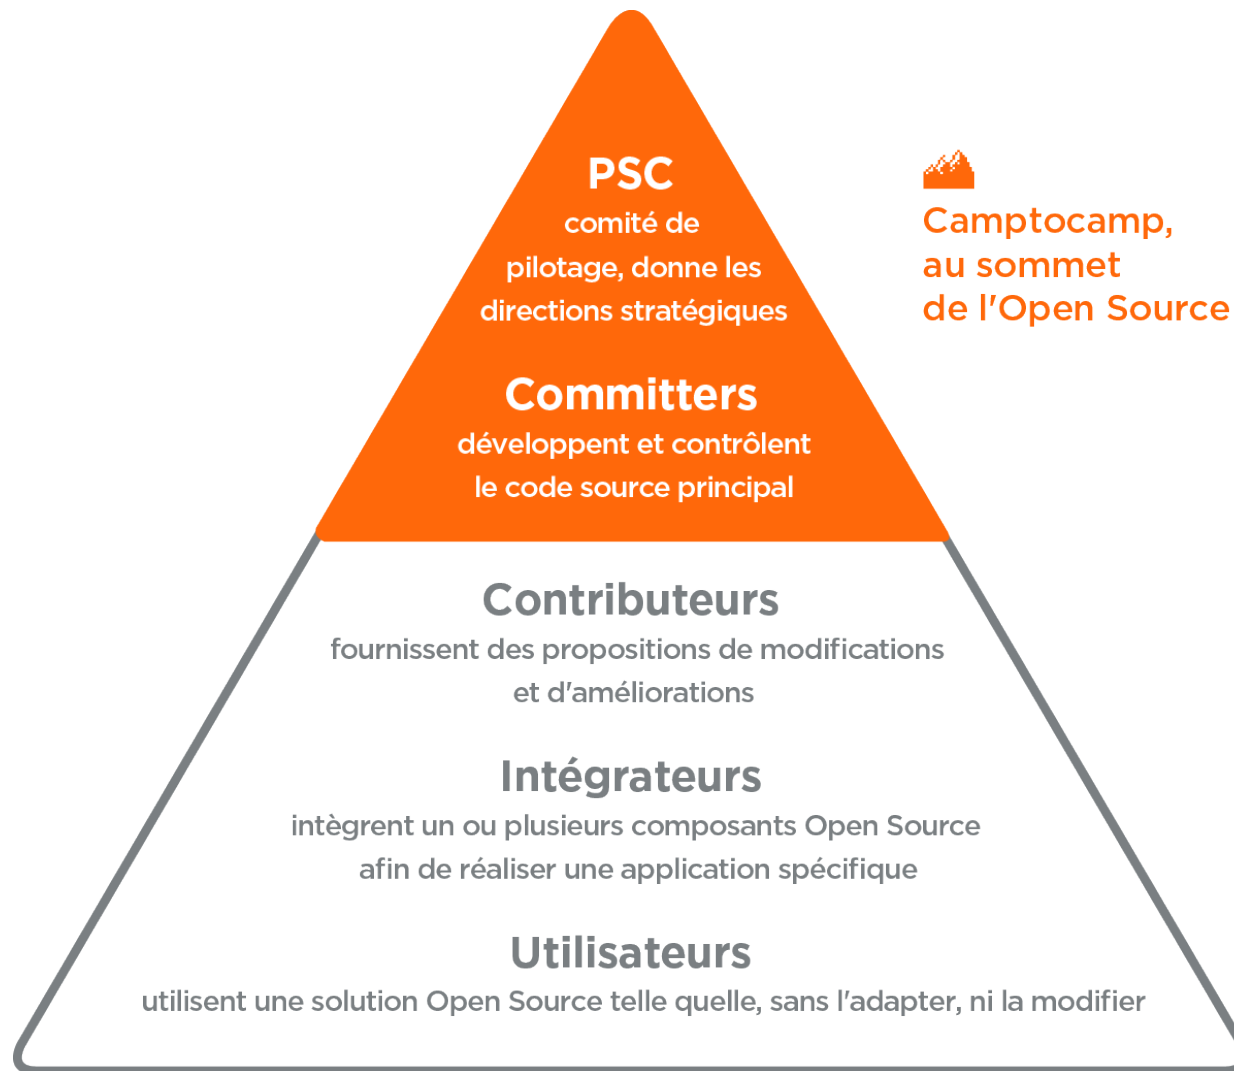 PSC
comité de
pilotage, donne les
directions stratégiques
Camptocamp,
au sommet
de l'Open Source
Committers
développent et contrôlent
le code source principal
Contributeurs
fournissent des propositions de modifications
et d'améliorations
Intégrateurs
intègrent un ou plusieurs composants Open Source
afin de réaliser une application spécifique
Utilisateurs
utilisent une solution Open Source telle quelle, sans l'adapter, ni la modifier